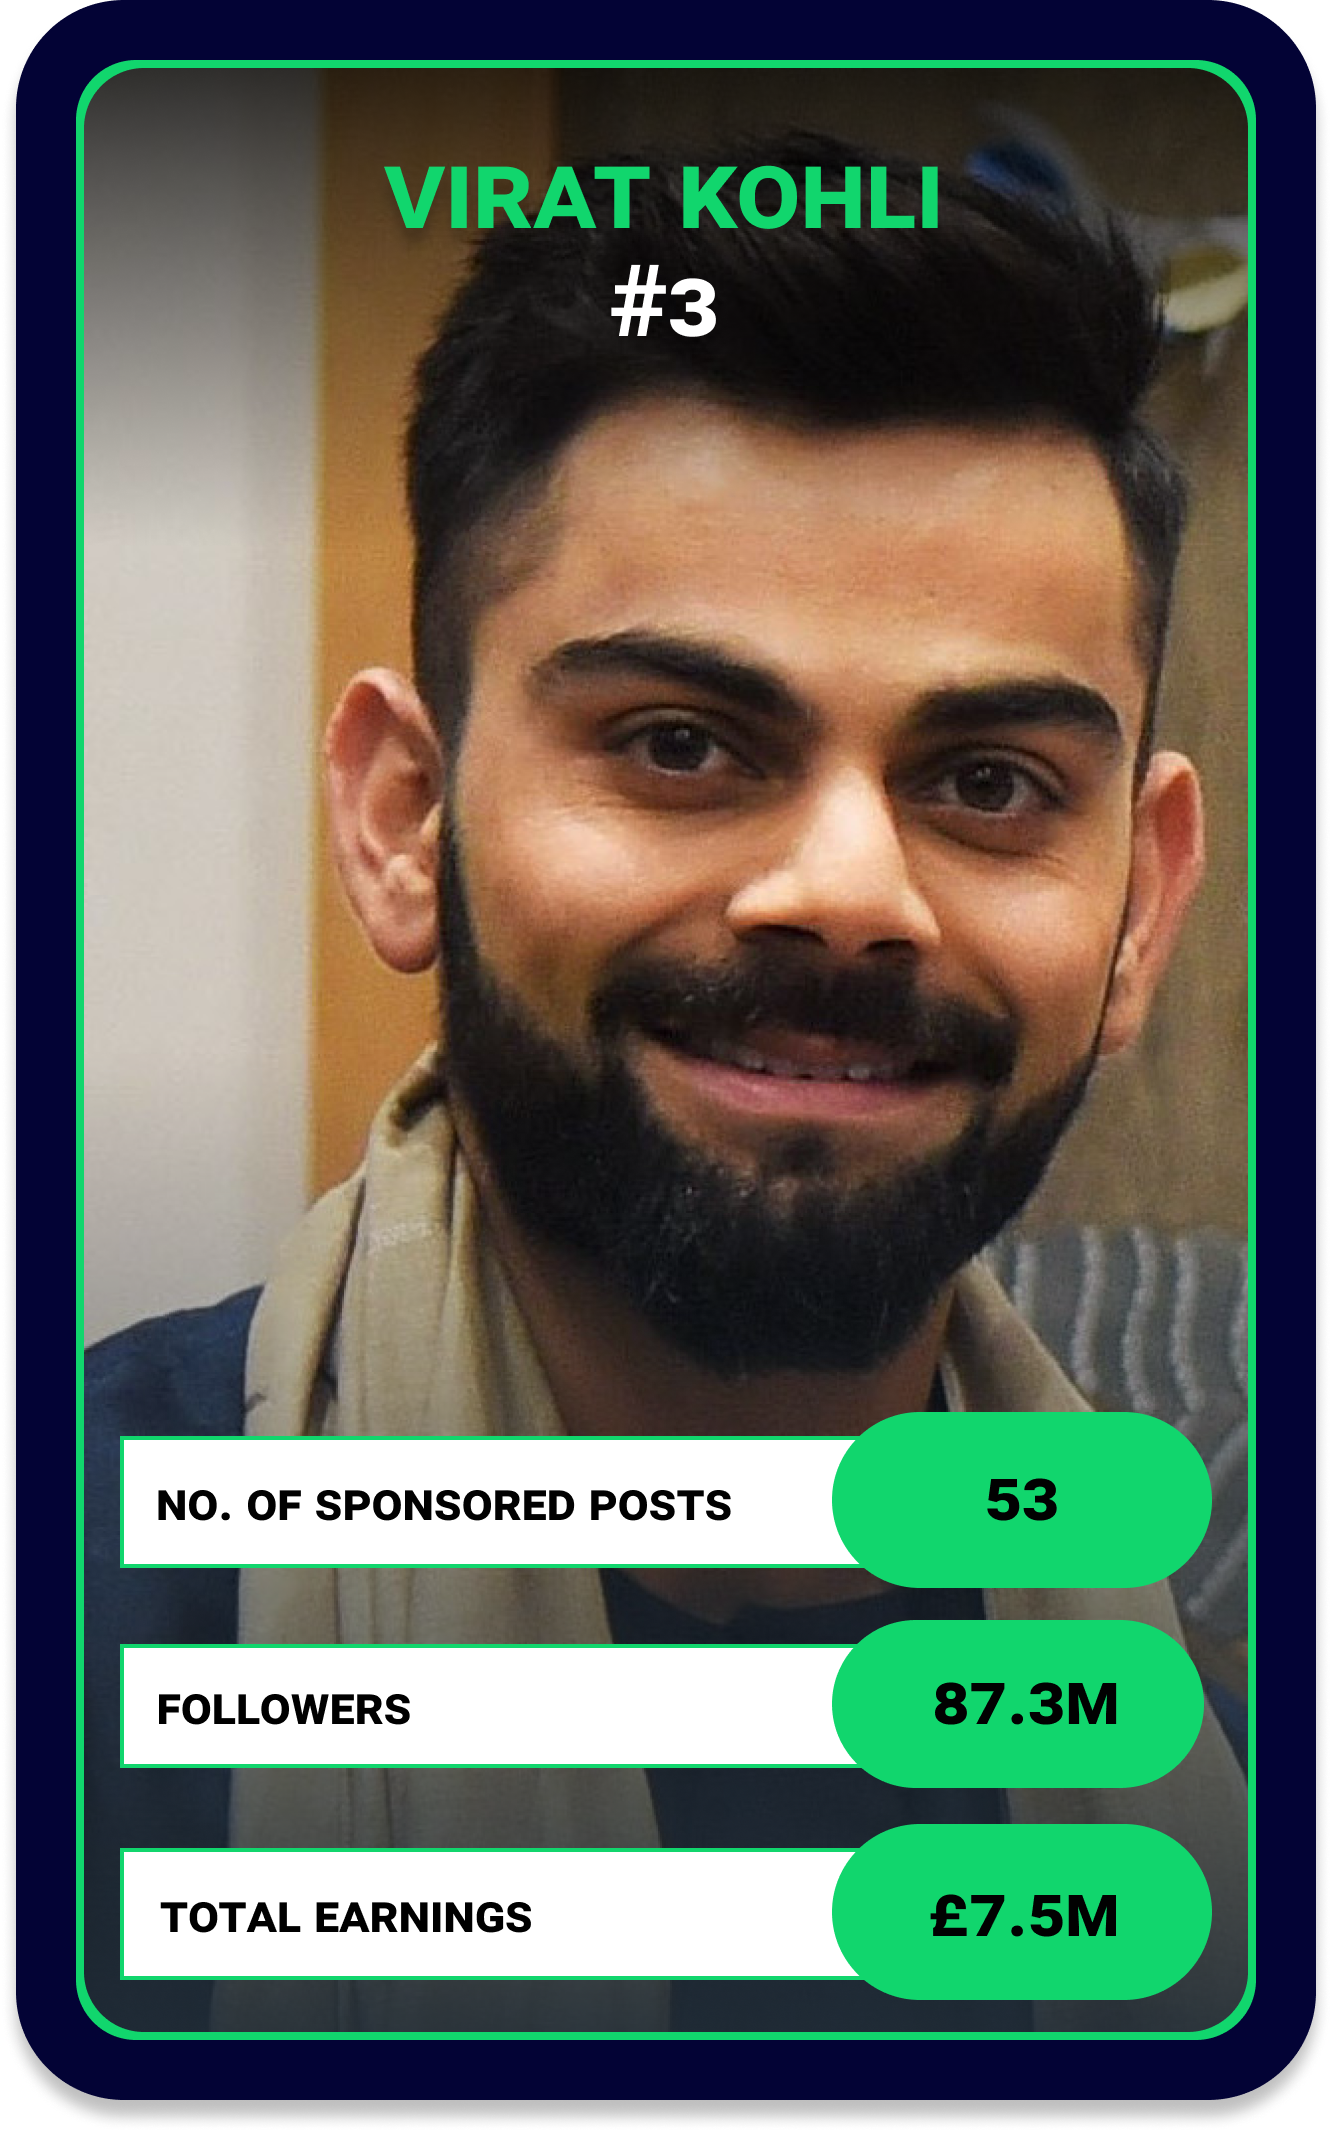 VIRAT KOHLI
#3
NO. OF SPONSORED POSTS 53
FOLLOWERS 87.3M
TOTAL EARNINGS £7.5M